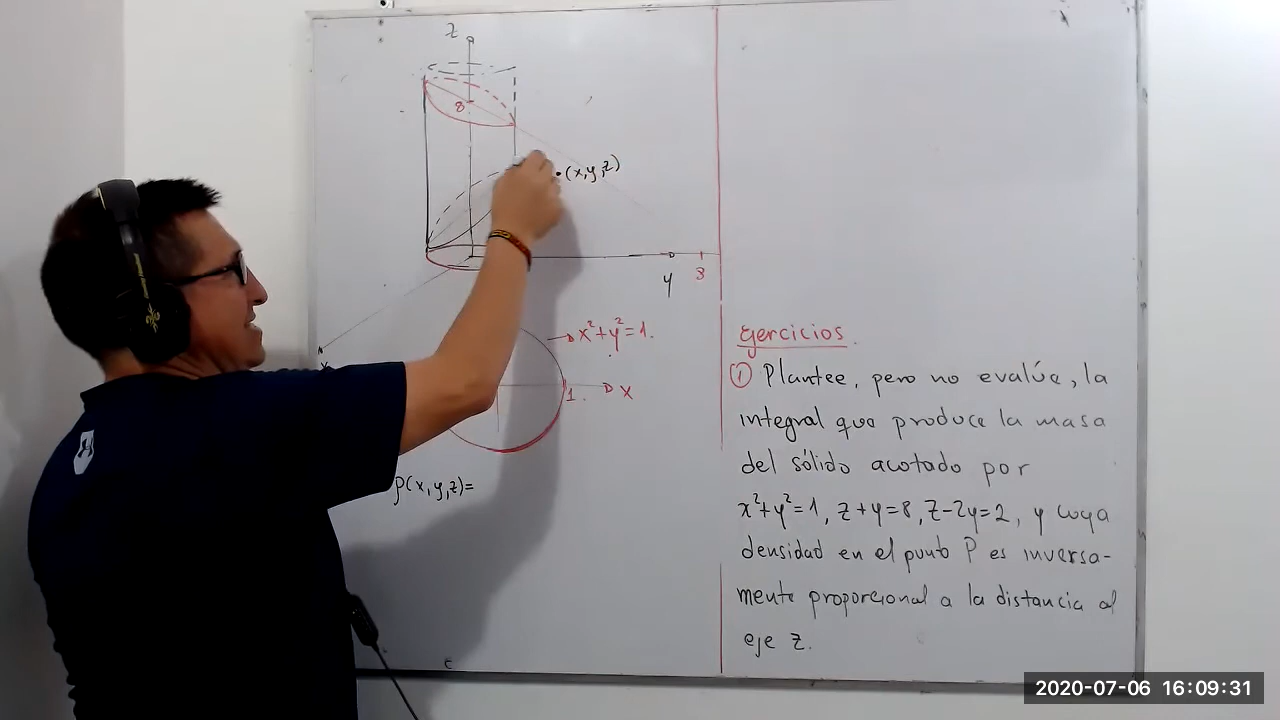 z
8
(x,y,z)
y
8
x
x²+y²=1.
1.
x
ρ(x,y,z)=
ejercicios
① Plantee, pero no evalúe, la
integral que produce la masa
del sólido acotado por
x²+y²=1, z+y=8, z-2y=2, y cuya
densidad en el punto P es inversa-
mente proporcional a la distancia al
eje z.
2020-07-06 16:09:31